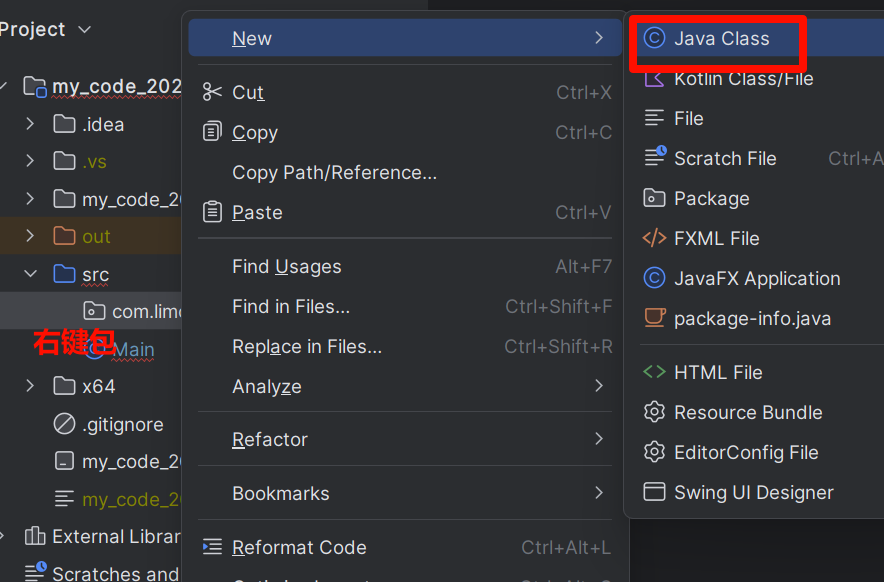 Project
my_code_202
.idea
.vs
my_code_20
out
src
com.limo
右键包
Main
x64
.gitignore
my_code_20
my_code_20
External Librar
Scratches and
New
Cut Ctrl+X
Copy Ctrl+C
Copy Path/Reference...
Paste Ctrl+V
Find Usages Alt+F7
Find in Files... Ctrl+Shift+F
Replace in Files... Ctrl+Shift+R
Analyze
Refactor
Bookmarks
Reformat Code Ctrl+Alt+L
Java Class
Kotlin Class/File
File
Scratch File Ctrl+A
Package
FXML File
JavaFX Application
package-info.java
HTML File
Resource Bundle
EditorConfig File
Swing UI Designer